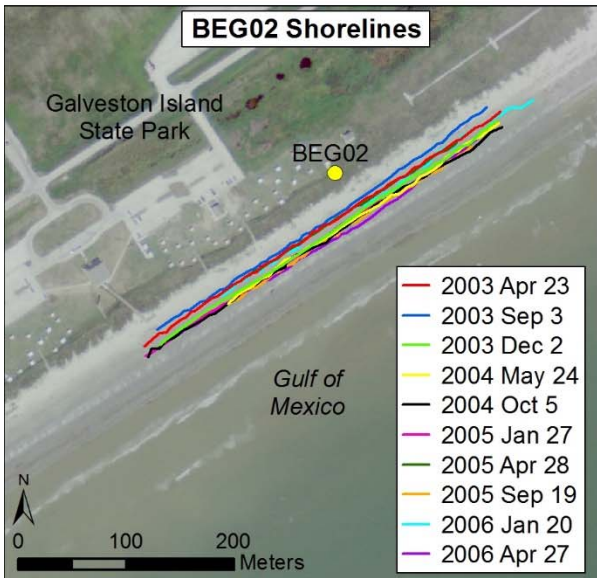 BEG02 Shorelines
Galveston Island
State Park
BEG02
Gulf of
Mexico
2003 Apr 23
2003 Sep 3
2003 Dec 2
2004 May 24
2004 Oct 5
2005 Jan 27
2005 Apr 28
2005 Sep 19
2006 Jan 20
2006 Apr 27
N
0 100 200
Meters